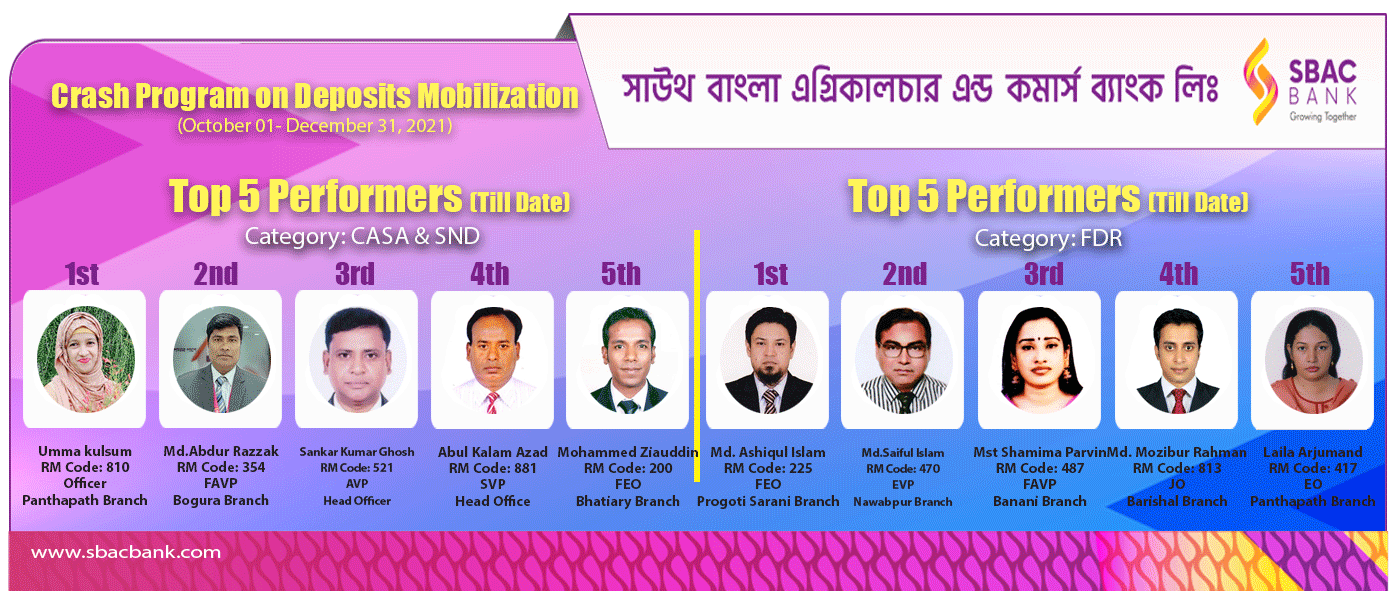 Crash Program on Deposits Mobilization
(October 01- December 31, 2021)
সাউথ বাংলা এগ্রিকালচার এন্ড কমার্স ব্যাংক লিঃ
SBAC
BANK
Growing Together
Top 5 Performers (Till Date)
Category: CASA & SND
1st
2nd
3rd
4th
5th
Umma kulsum
RM Code: 810
Officer
Panthapath Branch
Md.Abdur Razzak
RM Code: 354
FAVP
Bogura Branch
Sankar Kumar Ghosh
RM Code: 521
AVP
Head Officer
Abul Kalam Azad
RM Code: 881
SVP
Head Office
Mohammed Ziauddin
RM Code: 200
FEO
Bhatiary Branch
Top 5 Performers (Till Date)
Category: FDR
1st
2nd
3rd
4th
5th
Md. Ashiqul Islam
RM Code: 225
FEO
Progoti Sarani Branch
Md.Saiful Islam
RM Code: 470
EVP
Nawabpur Branch
Mst Shamima Parvin
RM Code: 487
FAVP
Banani Branch
Md. Mozibur Rahman
RM Code: 813
JO
Barishal Branch
Laila Arjumand
RM Code: 417
EO
Panthapath Branch
www.sbacbank.com